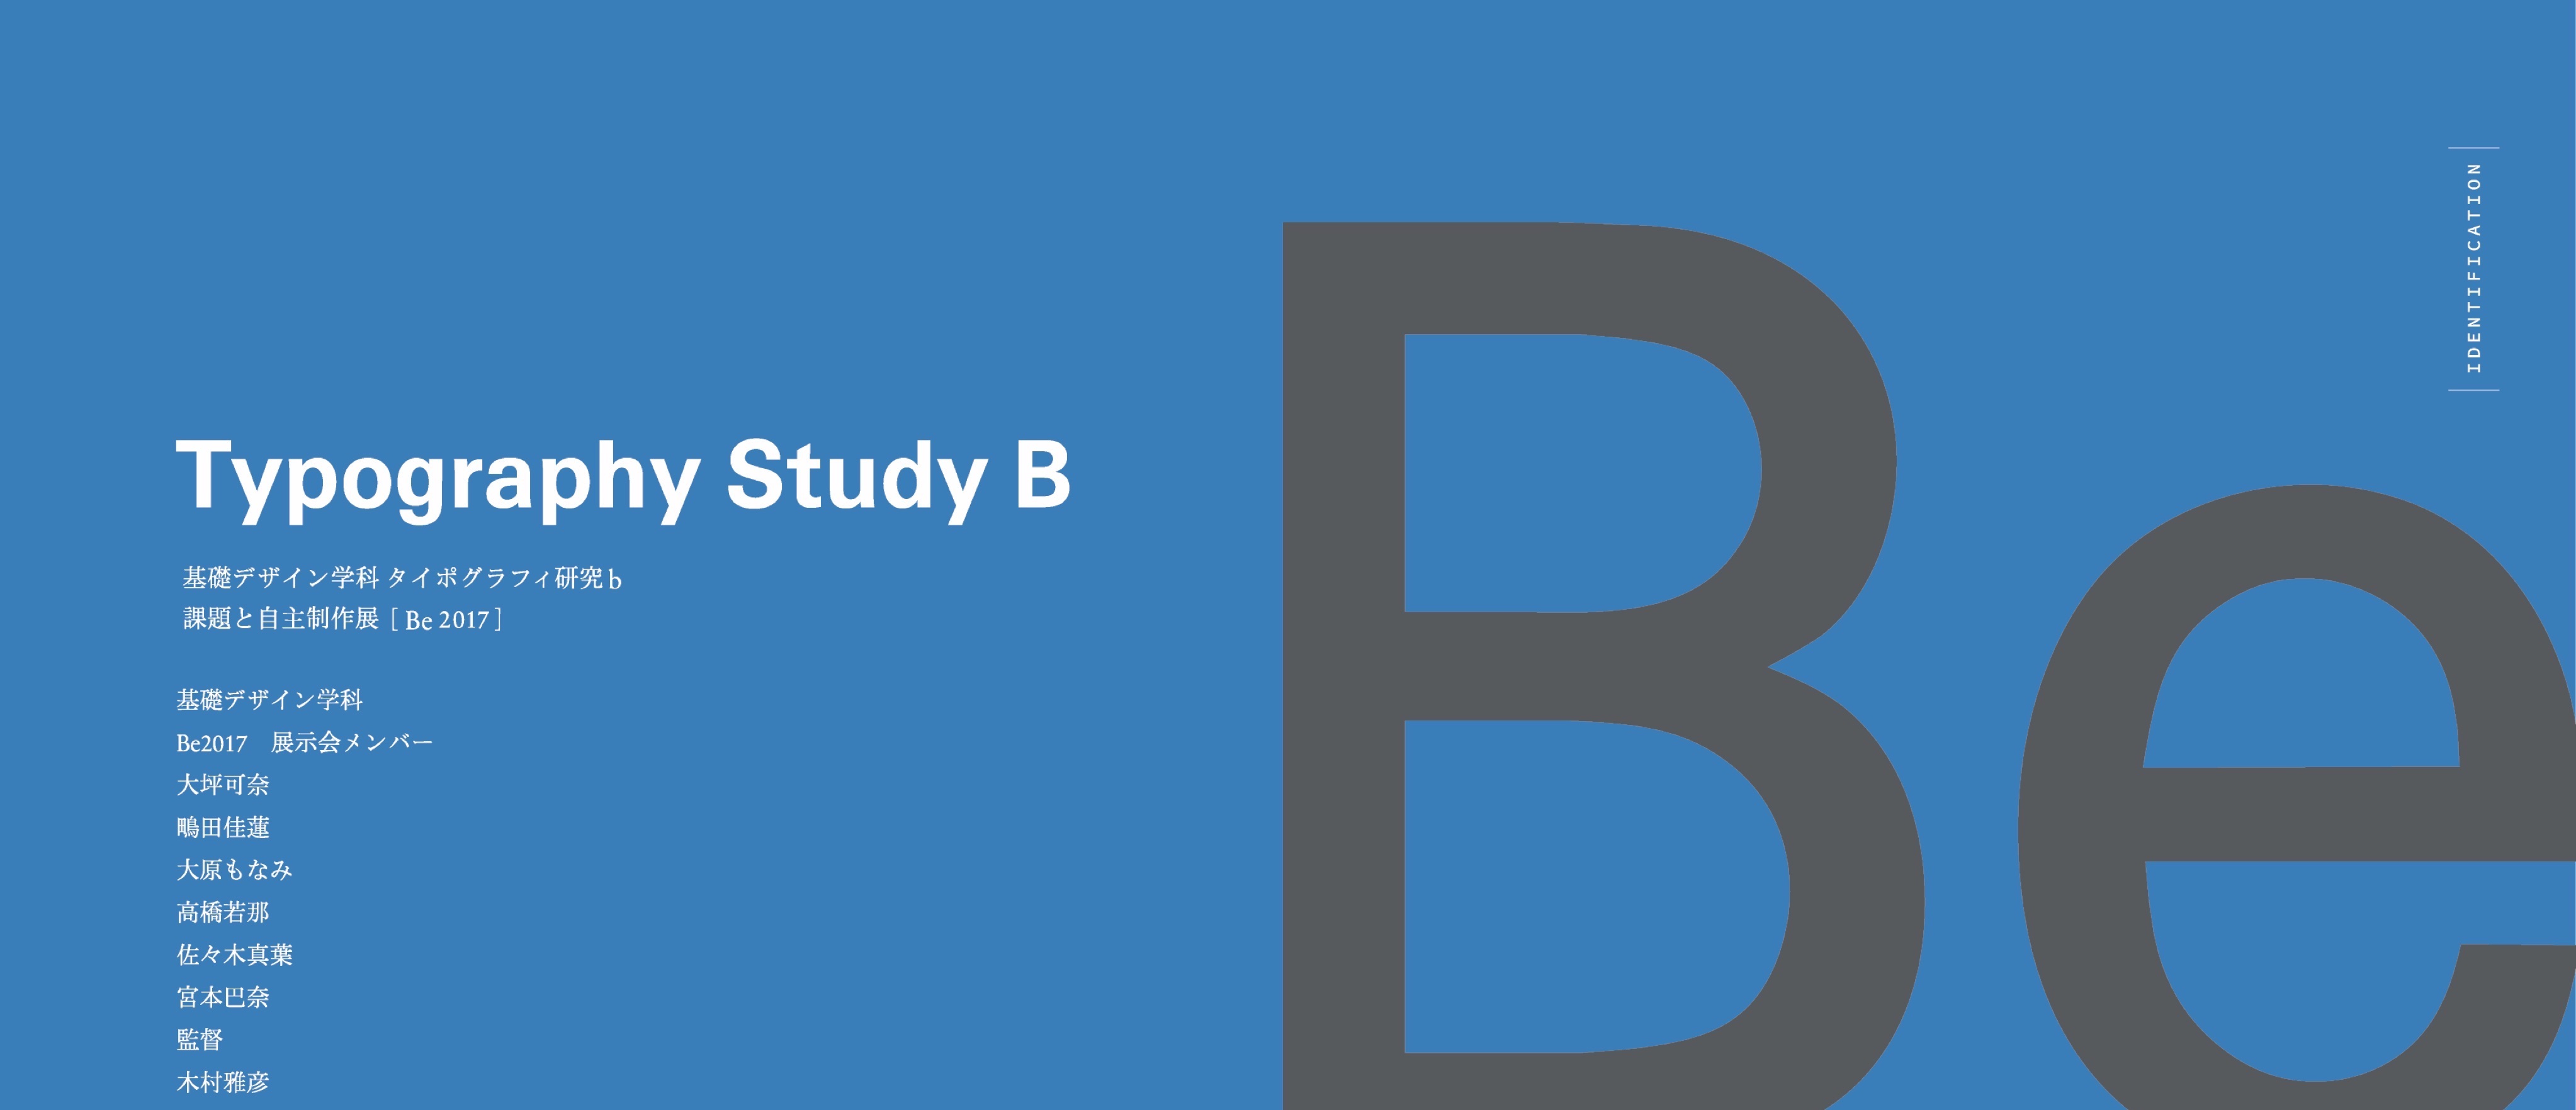 Typography Study B
基礎デザイン学科 タイポグラフィ研究b
課題と自主制作展 [ Be 2017 ]
基礎デザイン学科
Be2017　展示会メンバー
大坪可奈
鴫田佳蓮
大原もなみ
高橋若那
佐々木真葉
宮本巴奈
監督
木村雅彦
Be
IDENTIFICATION